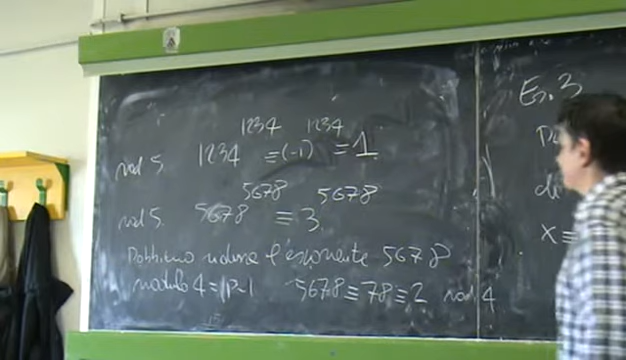 1234 1234
mod 5. 1234 ≡ (-1) = 1
5678 5678
mod 5. 5678 ≡ 3
Dobbiamo ridurre l'esponente 5678
modulo 4 = p-1 5678 ≡ 78 ≡ 2 mod 4
Es. 3
di
x ≡